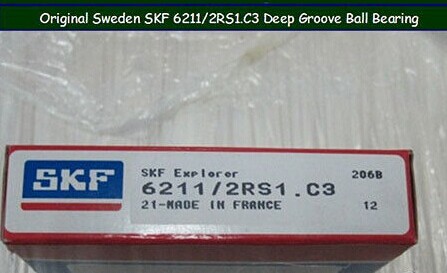 Original Sweden SKF 6211/2RS1.C3 Deep Groove Ball Bearing
SKF
SKF Explorer 206B
6211/2RS1.C3
21-MADE IN FRANCE 12